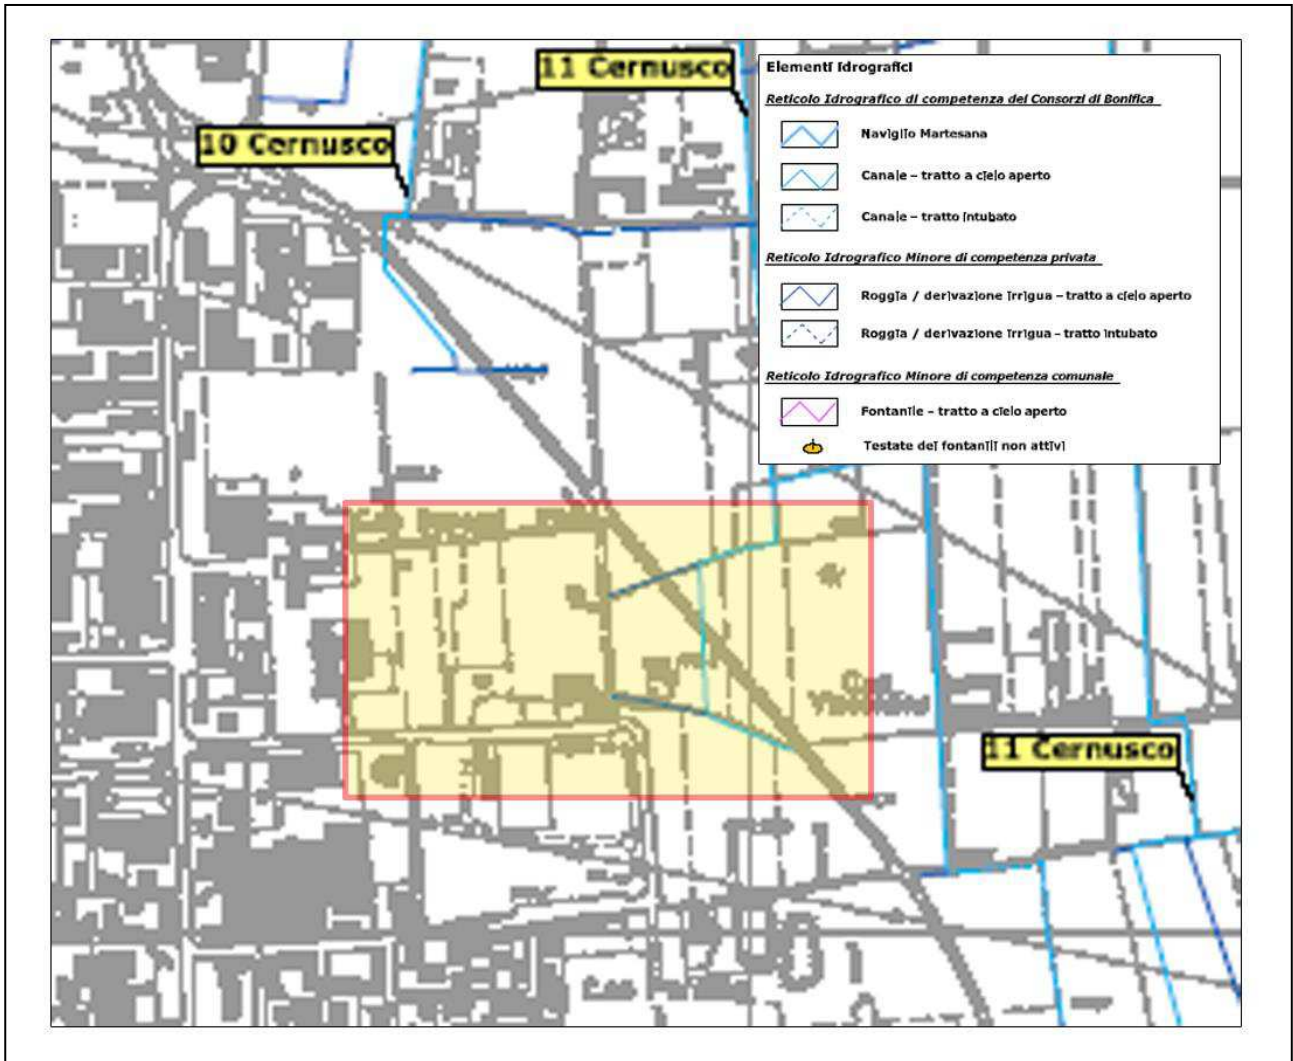 11 Cernusco
10 Cernusco
Elementi Idrografici
Reticolo Idrografico di competenza dei Consorzi di Bonifica
Naviglio Martesana
Canale – tratto a cielo aperto
Canale – tratto intubato
Reticolo Idrografico Minore di competenza privata
Roggia / derivazione irrigua – tratto a cielo aperto
Roggia / derivazione irrigua – tratto intubato
Reticolo Idrografico Minore di competenza comunale
Fontanile – tratto a cielo aperto
Testate dei fontanili non attivi
11 Cernusco